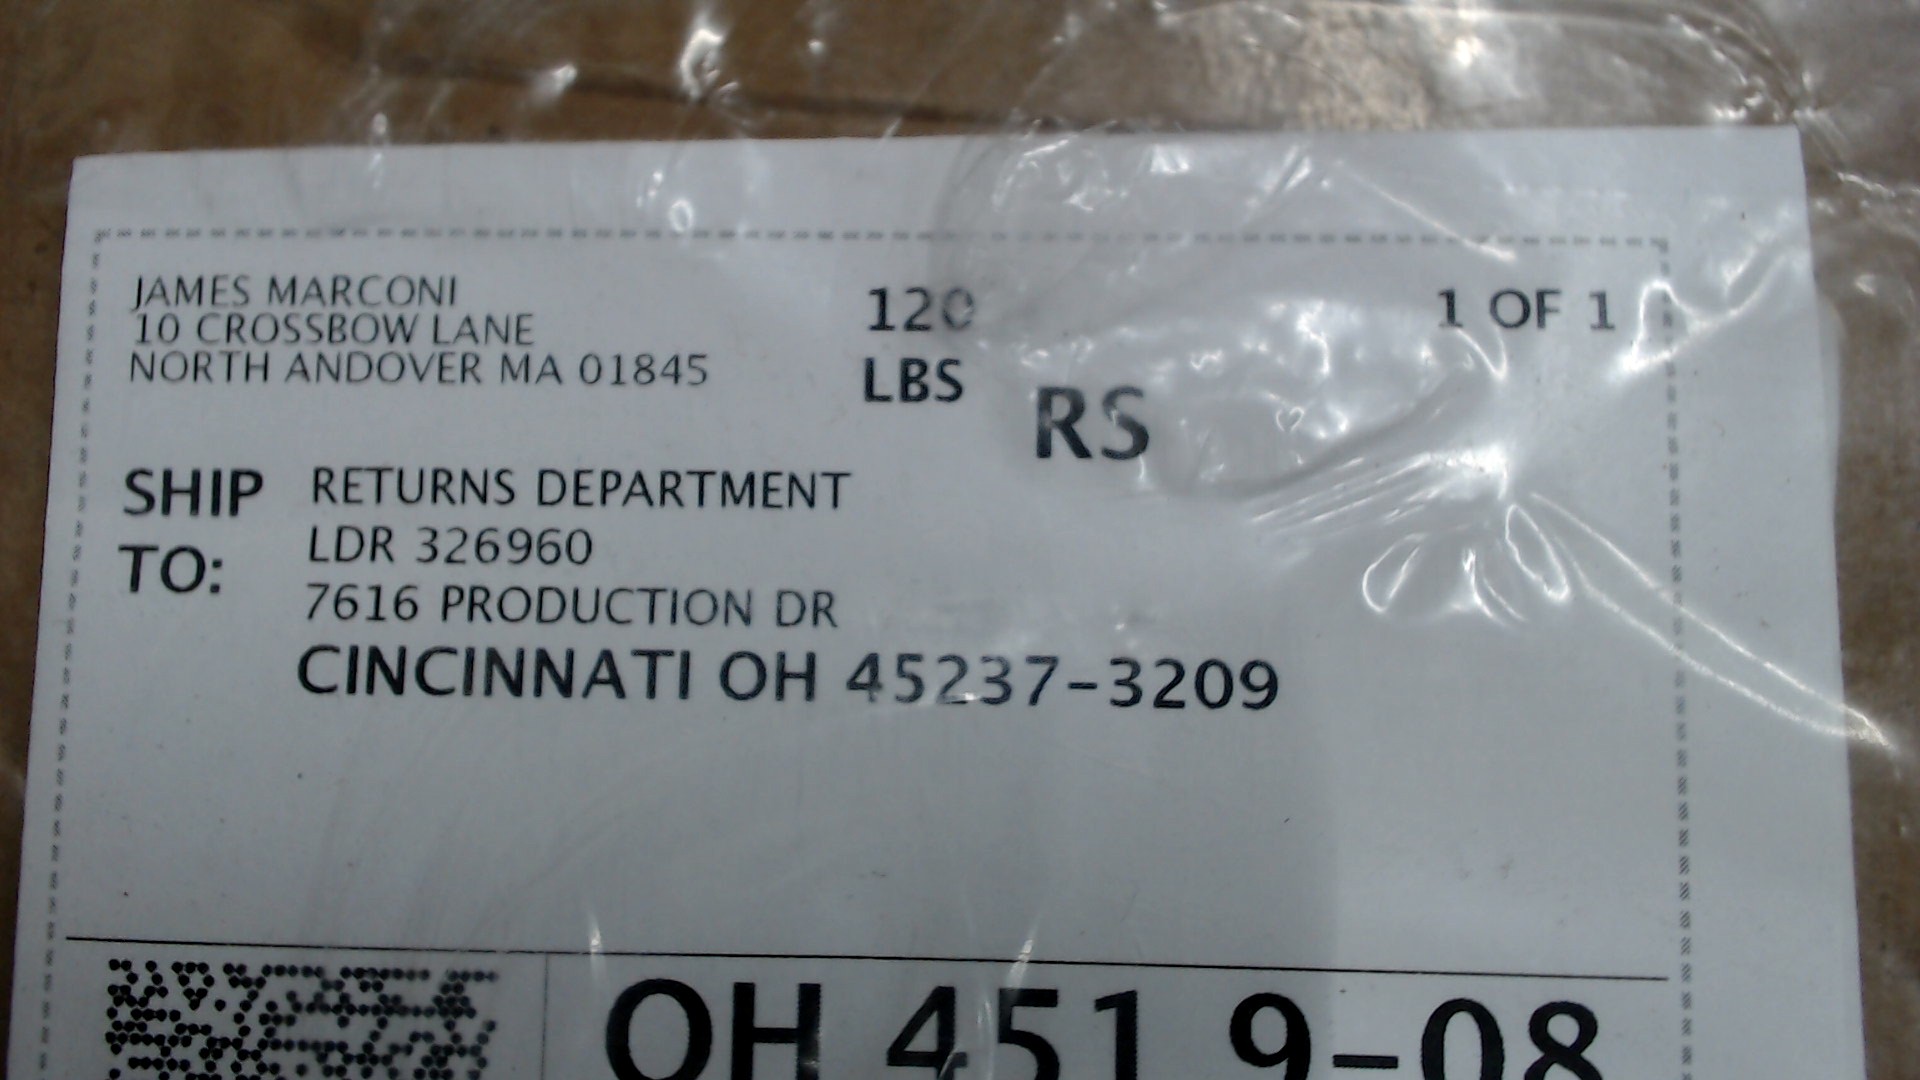 JAMES MARCONI
10 CROSSBOW LANE
NORTH ANDOVER MA 01845
120
LBS
RS
1 OF 1
SHIP
TO:
RETURNS DEPARTMENT
LDR 326960
7616 PRODUCTION DR
CINCINNATI OH 45237-3209
OH 451 9-08